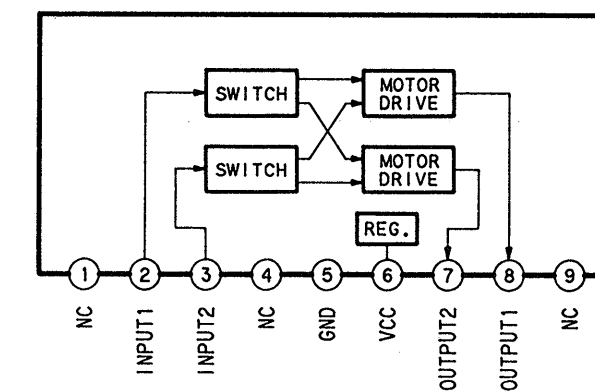 SWITCH
MOTOR
DRIVE
SWITCH
MOTOR
DRIVE
REG.
1
2
3
4
5
6
7
8
9
NC
INPUT1
INPUT2
NC
GND
VCC
OUTPUT2
OUTPUT1
NC